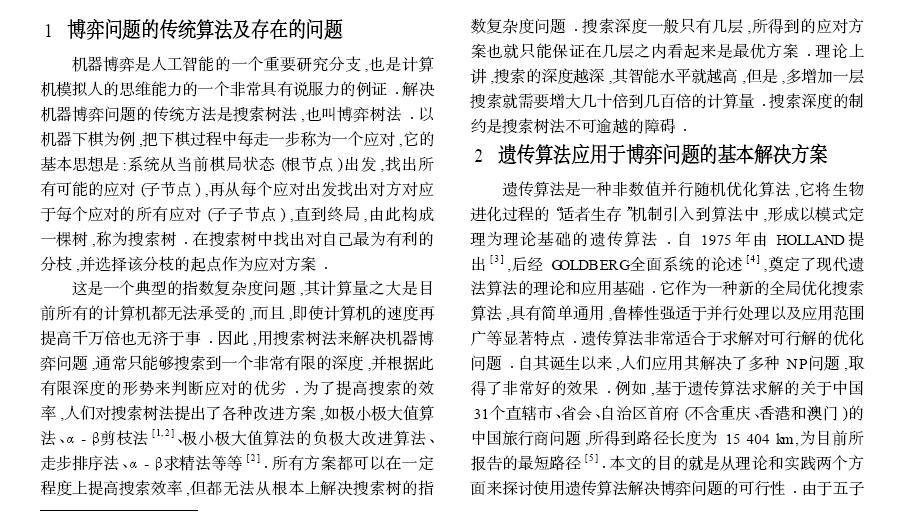 1 博弈问题的传统算法及存在的问题
机器博弈是人工智能的一个重要研究分支,也是计算
机模拟人的思维能力的一个非常具有说服力的例证.解决
机器博弈问题的传统方法是搜索树法,也叫博弈树法.以
机器下棋为例,把下棋过程中每走一步称为一个应对,它的
基本思想是:系统从当前棋局状态(根节点)出发,找出所
有可能的应对(子节点),再从每个应对出发找出对方对应
于每个应对的所有应对(子子节点),直到终局,由此构成
一棵树,称为搜索树.在搜索树中找出对自己最为有利的
分枝,并选择该分枝的起点作为应对方案.
这是一个典型的指数复杂度问题,其计算量之大是目
前所有的计算机都无法承受的,而且,即使计算机的速度再
提高千万倍也无济于事.因此,用搜索树法来解决机器博
弈问题,通常只能够搜索到一个非常有限的深度,并根据此
有限深度的形势来判断应对的优劣.为了提高搜索的效
率,人们对搜索树法提出了各种改进方案,如极小极大值算
法、α-β剪枝法[1,2]、极小极大值算法的负极大改进算法、
走步排序法、α-β求精法等等[2].所有方案都可以在一定
程度上提高搜索效率,但都无法从根本上解决搜索树的指
数复杂度问题.搜索深度一般只有几层,所得到的应对方
案也就只能保证在几层之内看起来是最优方案.理论上
讲,搜索的深度越深,其智能水平就越高,但是,多增加一层
搜索就需要增大几十倍到几百倍的计算量.搜索深度的制
约是搜索树法不可逾越的障碍.
2 遗传算法应用于博弈问题的基本解决方案
遗传算法是一种非数值并行随机优化算法,它将生物
进化过程的“适者生存”机制引入到算法中,形成以模式定
理为理论基础的遗传算法.自 1975年由 HOLLAND提
出[3],后经 GOLDBERG全面系统的论述[4],奠定了现代遗
法算法的理论和应用基础.它作为一种新的全局优化搜索
算法,具有简单通用,鲁棒性强适于并行处理以及应用范围
广等显著特点.遗传算法非常适合于求解对可行解的优化
问题.自其诞生以来,人们应用其解决了多种 NP问题,取
得了非常好的效果.例如,基于遗传算法求解的关于中国
31个直辖市、省会、自治区首府(不含重庆、香港和澳门)的
中国旅行商问题,所得到路径长度为 15 404 km,为目前所
报告的最短路径[5].本文的目的就是从理论和实践两个方
面来探讨使用遗传算法解决博弈问题的可行性.由于五子